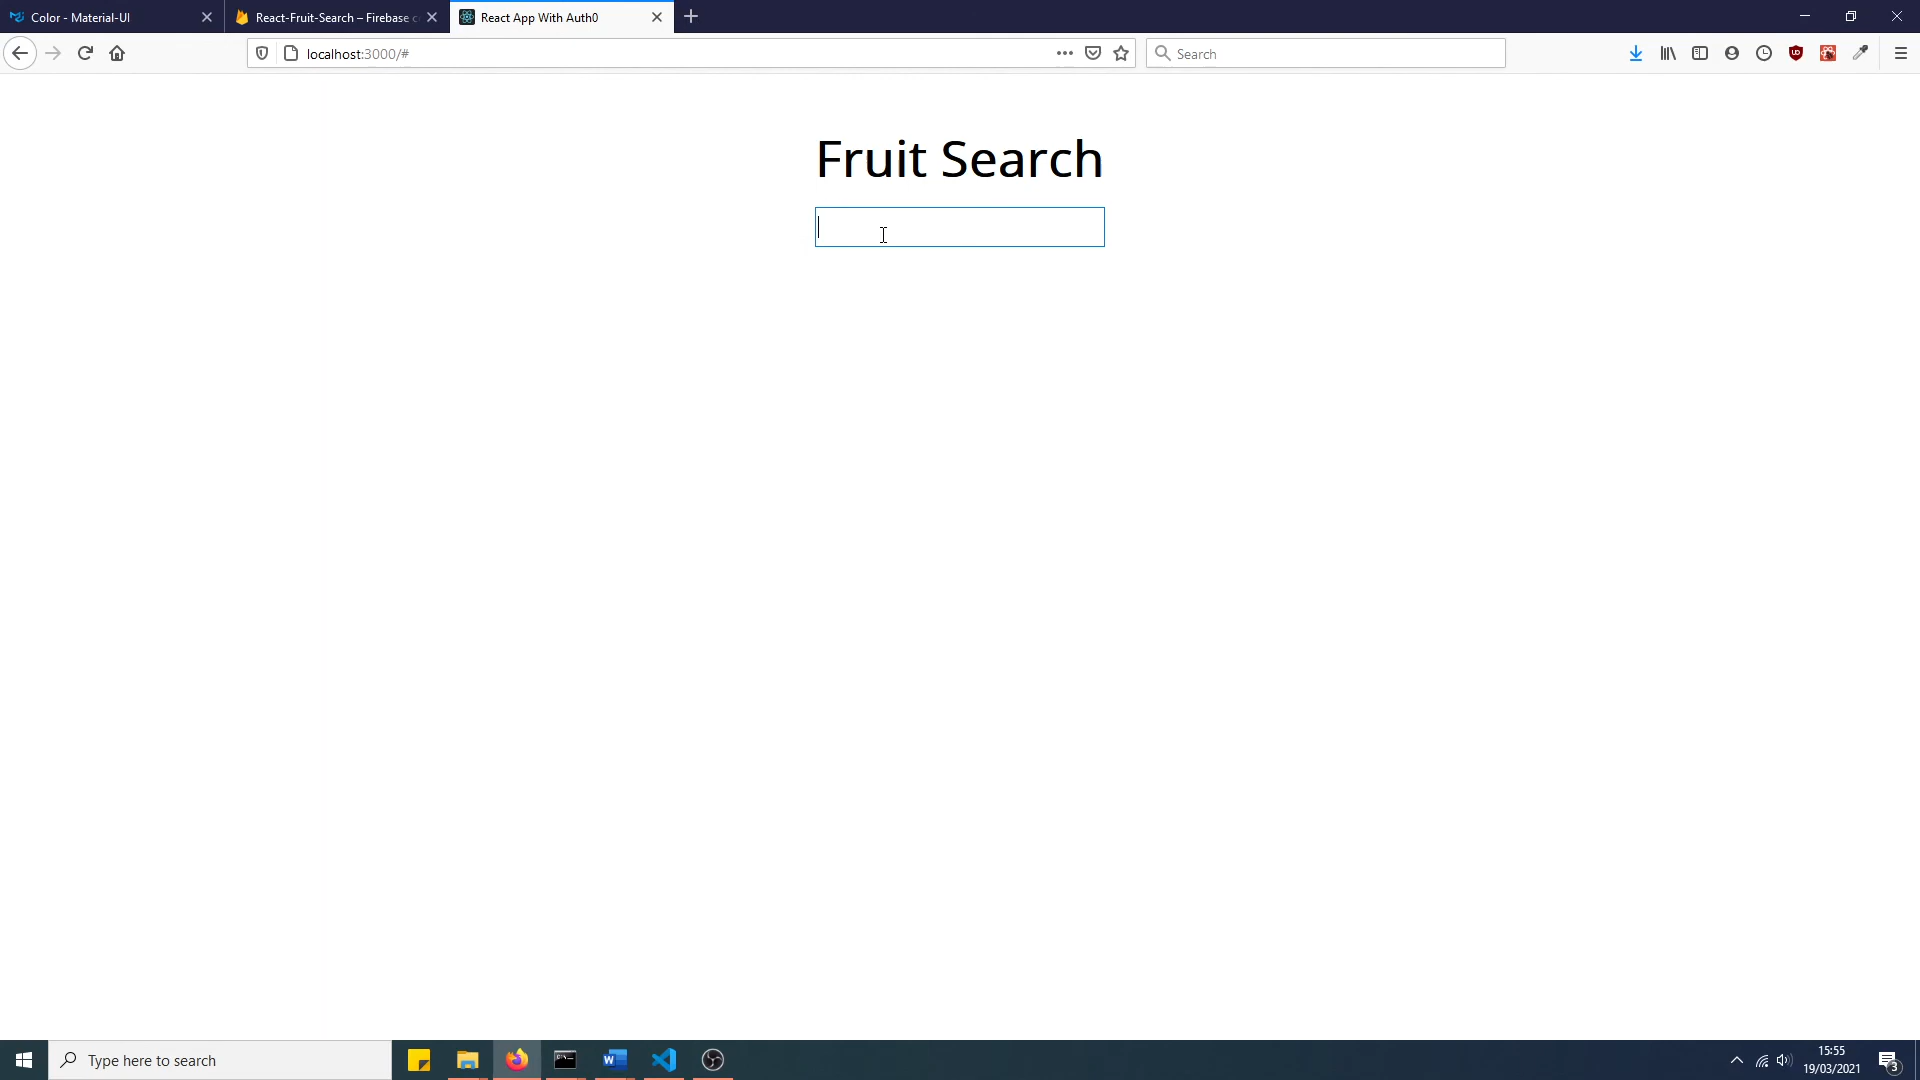 Color - Material-UI
React-Fruit-Search – Firebase c
React App With Auth0
localhost:3000/#
Search
Fruit Search
Type here to search
15:55
19/03/2021
3